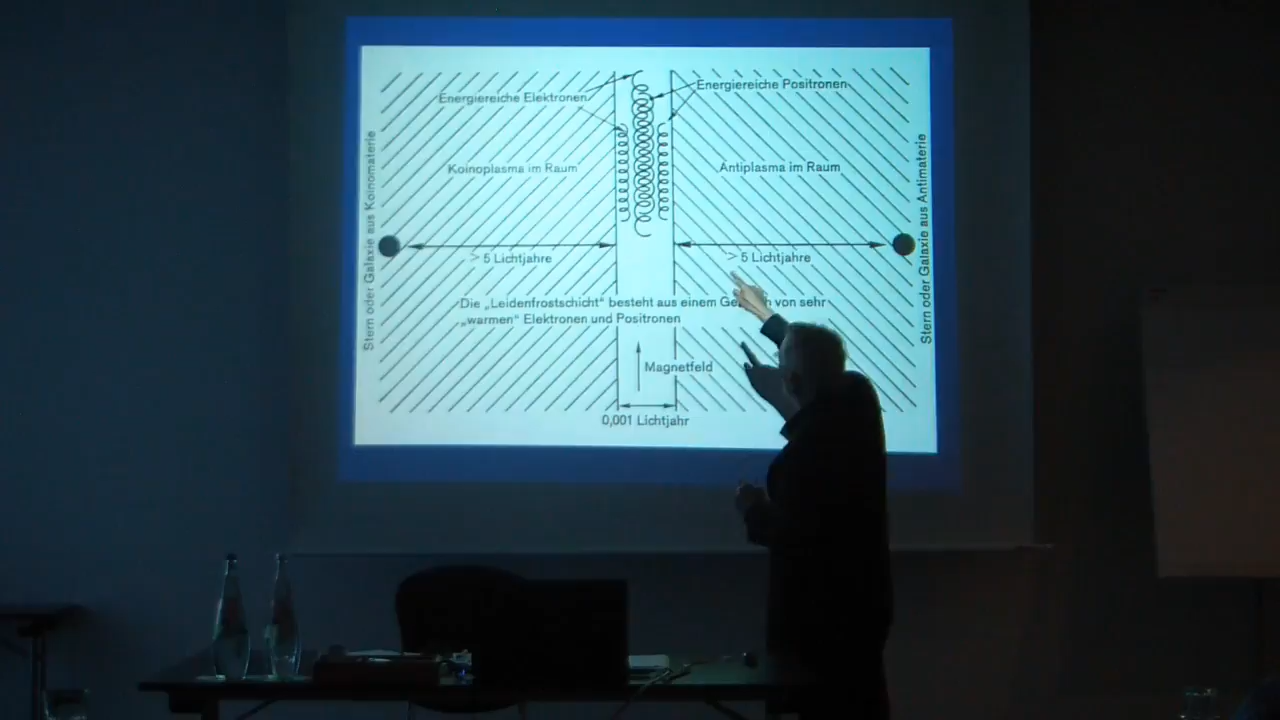 Energiereiche Elektronen
Energiereiche Positronen
Koinoplasma im Raum
Antiplasma im Raum
Stern oder Galaxie aus Koinomaterie
Stern oder Galaxie aus Antimaterie
> 5 Lichtjahre
> 5 Lichtjahre
Die „Leidenfrostschicht“ besteht aus einem von sehr
„warmen“ Elektronen und Positronen
Magnetfeld
0,001 Lichtjahr